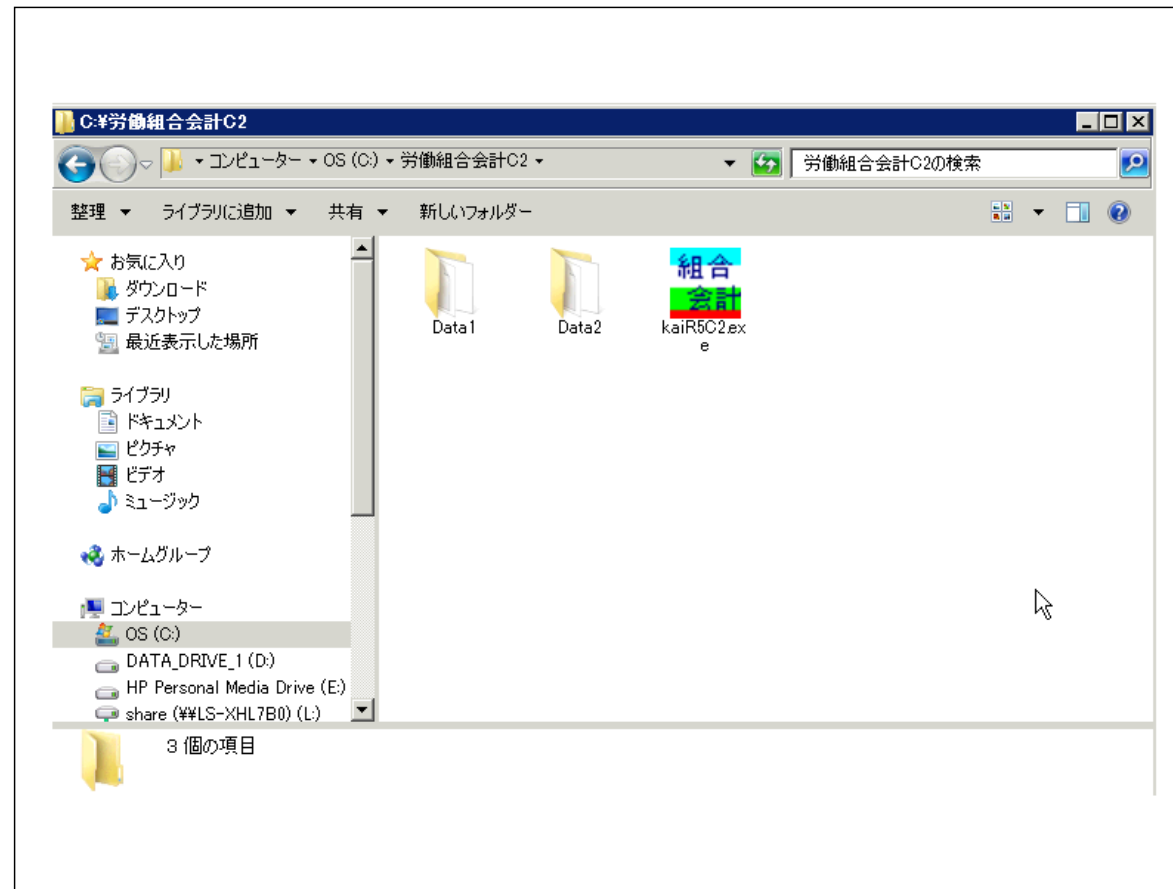 C:¥労働組合会計C2
コンピューター OS (C:) 労働組合会計C2
労働組合会計C2の検索
整理 ライブラリに追加 共有 新しいフォルダー
お気に入り
ダウンロード
デスクトップ
最近表示した場所
ライブラリ
ドキュメント
ピクチャ
ビデオ
ミュージック
ホームグループ
コンピューター
OS (C:)
DATA_DRIVE_1 (D:)
HP Personal Media Drive (E:)
share (¥¥LS-XHL7B0) (L:)
Data1
Data2
組合
会計
kaiR5C2.ex
e
3 個の項目